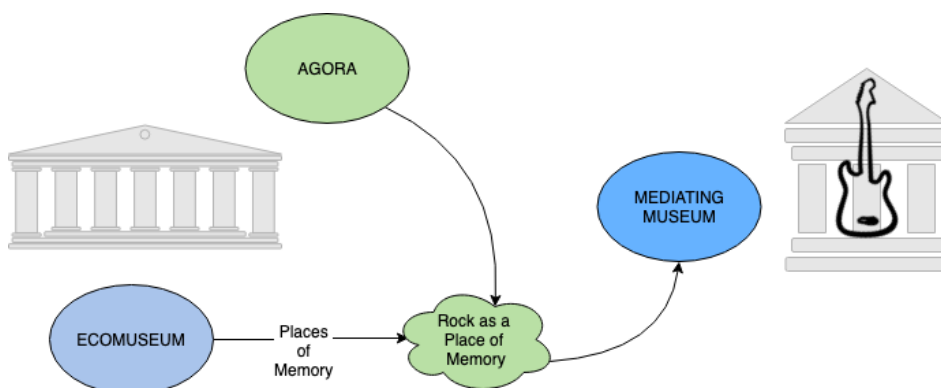 AGORA
MEDIATING
MUSEUM
ECOMUSEUM
Places
of
Memory
Rock as a
Place of
Memory